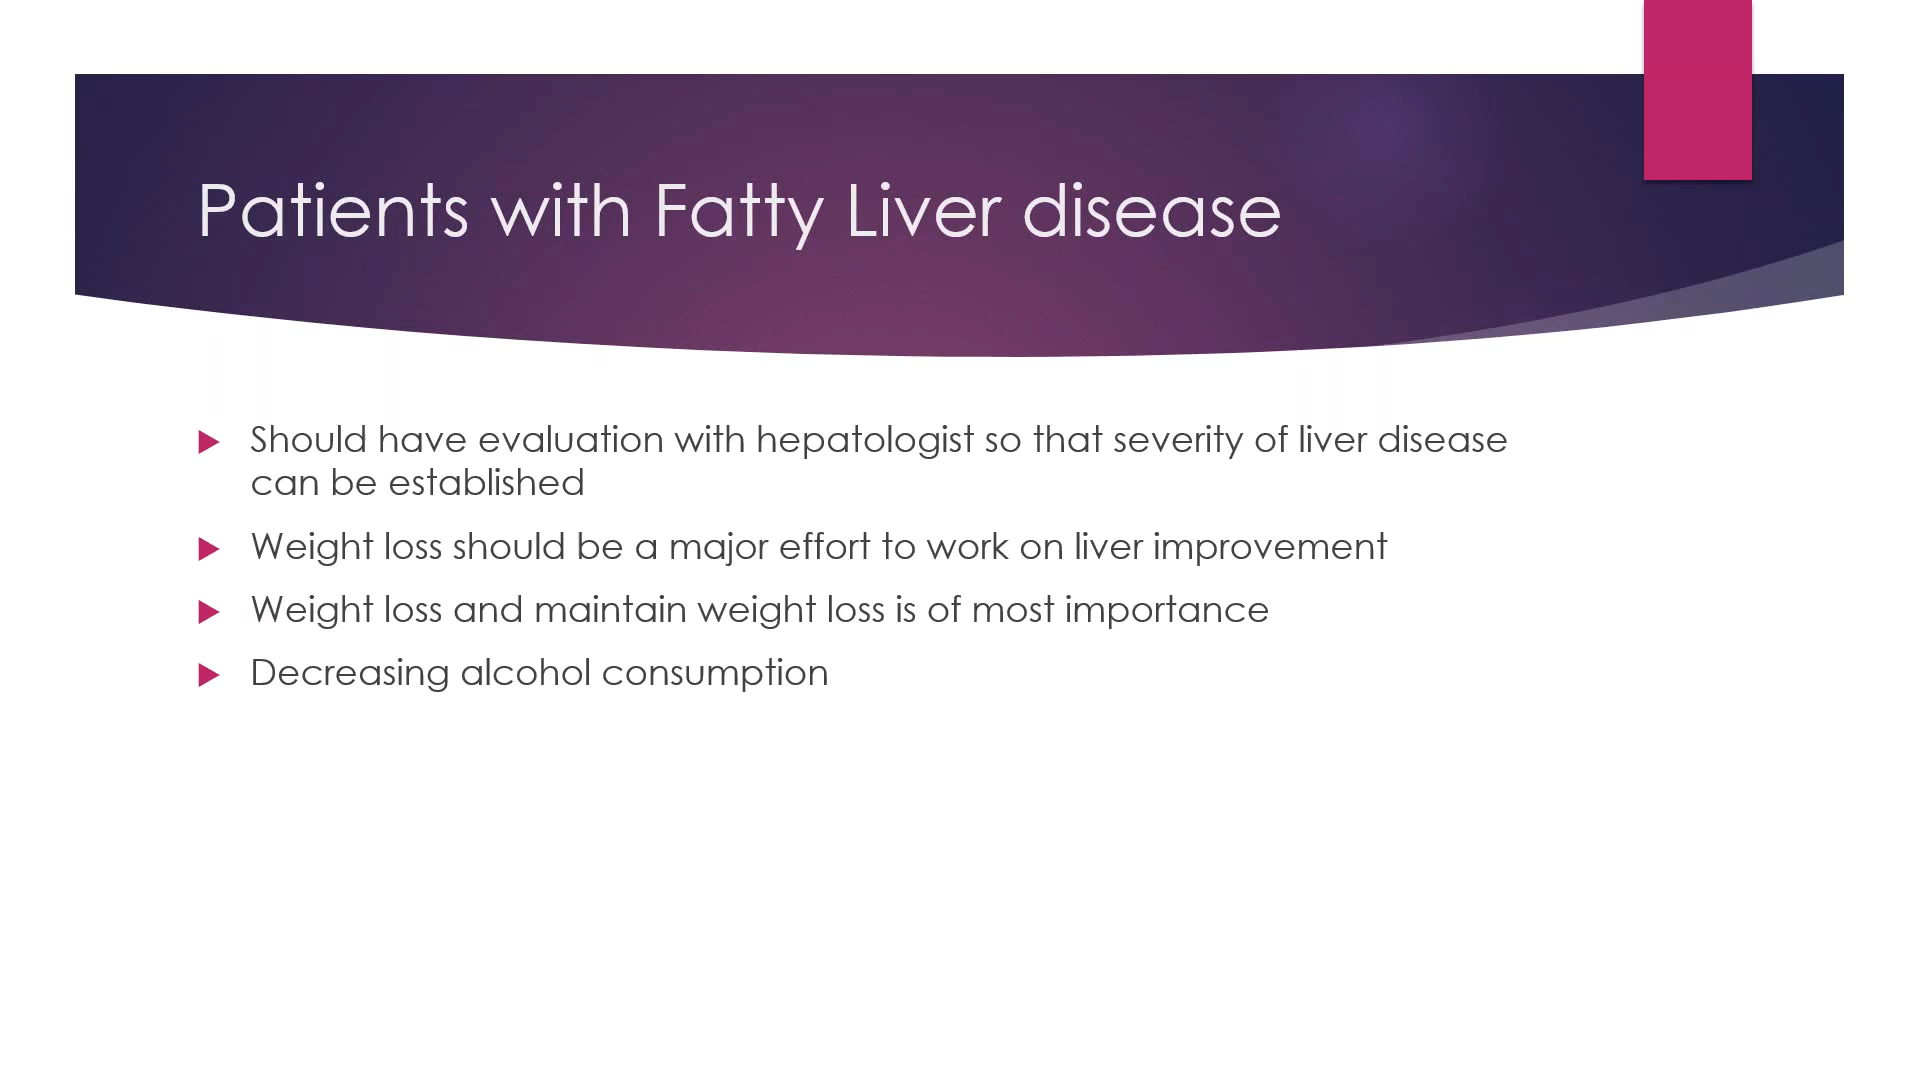 Patients with Fatty Liver disease
Should have evaluation with hepatologist so that severity of liver disease
can be established
Weight loss should be a major effort to work on liver improvement
Weight loss and maintain weight loss is of most importance
Decreasing alcohol consumption